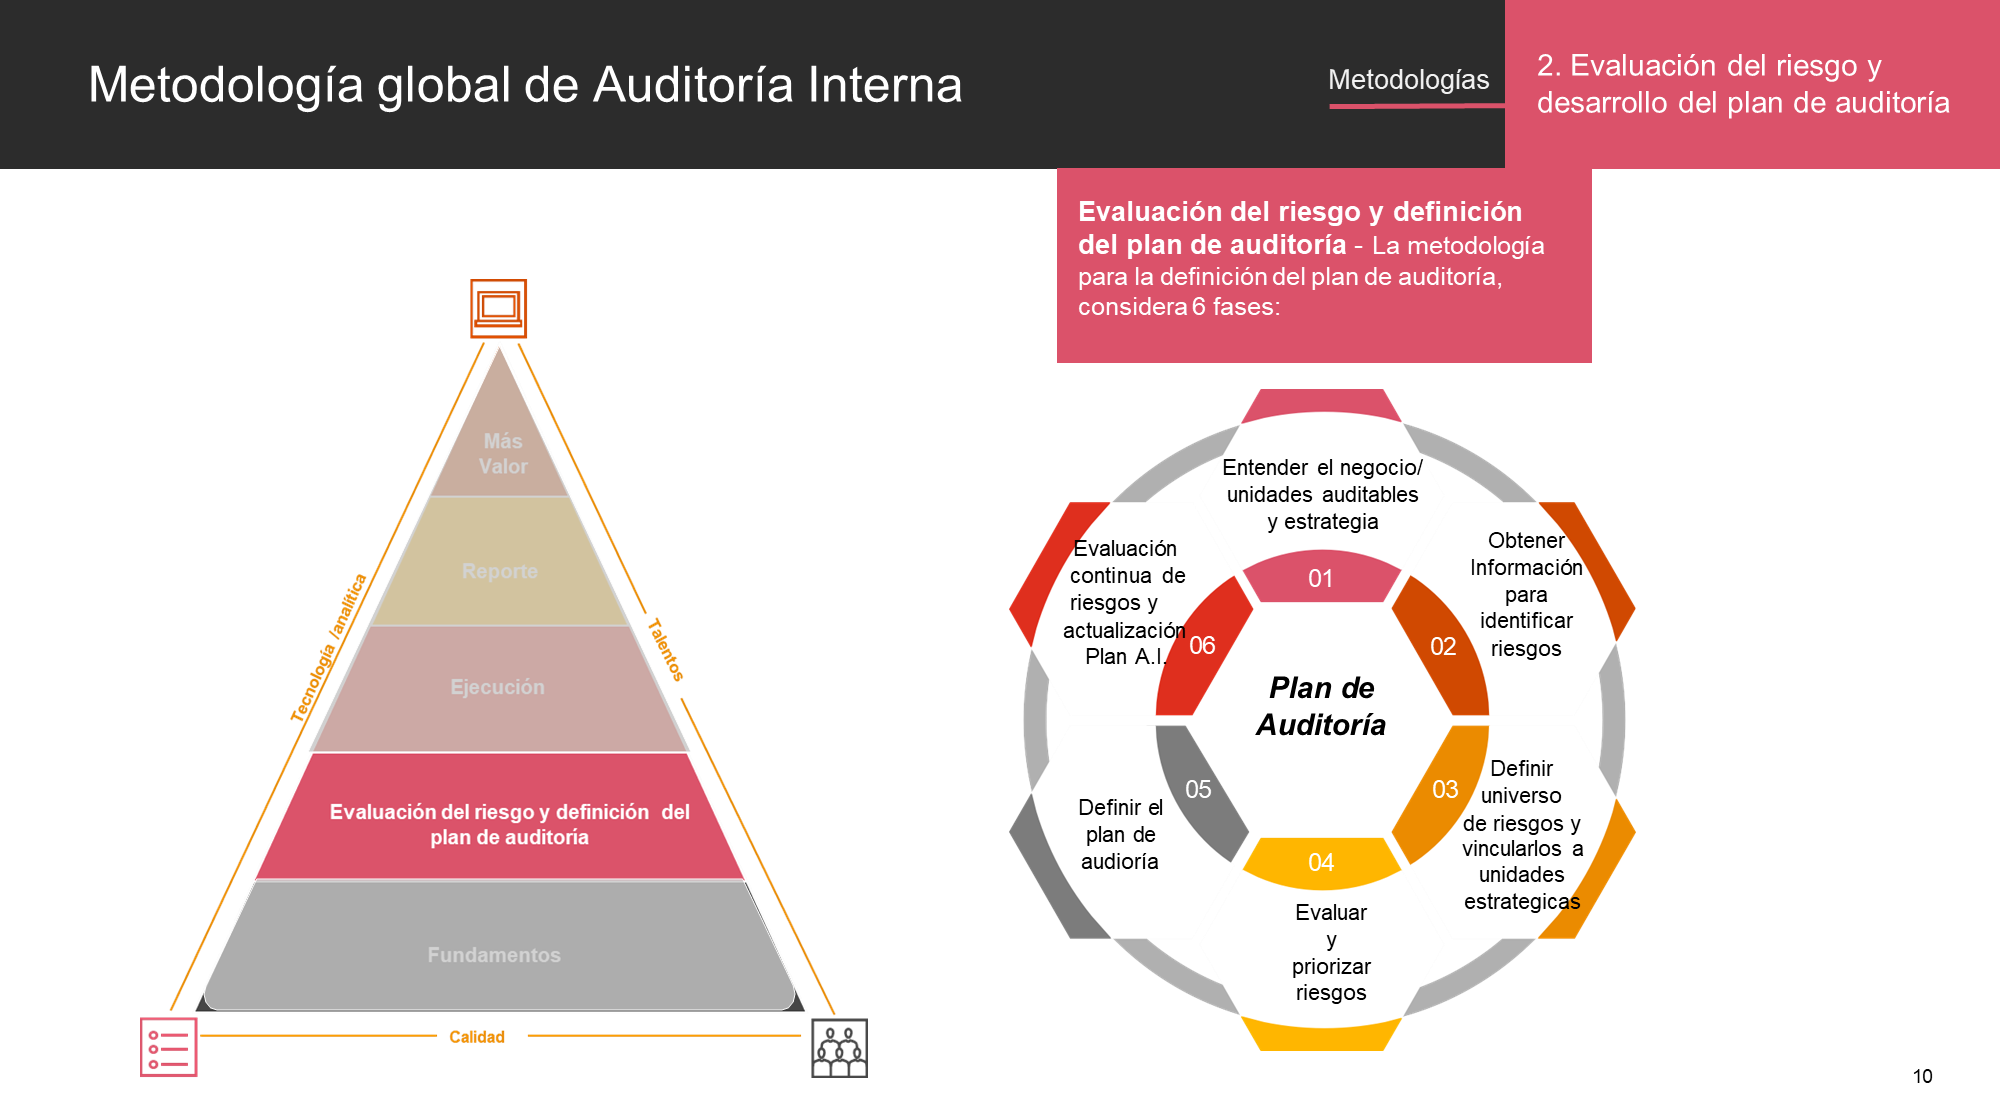 Metodología global de Auditoría Interna
Metodologías
2. Evaluación del riesgo y
desarrollo del plan de auditoría
Evaluación del riesgo y definición
del plan de auditoría - La metodología
para la definición del plan de auditoría,
considera 6 fases:
Más
Valor
Reporte
Ejecución
Evaluación del riesgo y definición del
plan de auditoría
Fundamentos
Tecnología /analítica
Talentos
Calidad
Entender el negocio/
unidades auditables
y estrategia
01
Obtener
Información
para
identificar
riesgos
02
Definir
universo
de riesgos y
vincularlos a
unidades
estrategicas
03
Evaluar
y
priorizar
riesgos
04
Definir el
plan de
audioría
05
Evaluación
continua de
riesgos y
actualización
Plan A.I.
06
Plan de
Auditoría
10